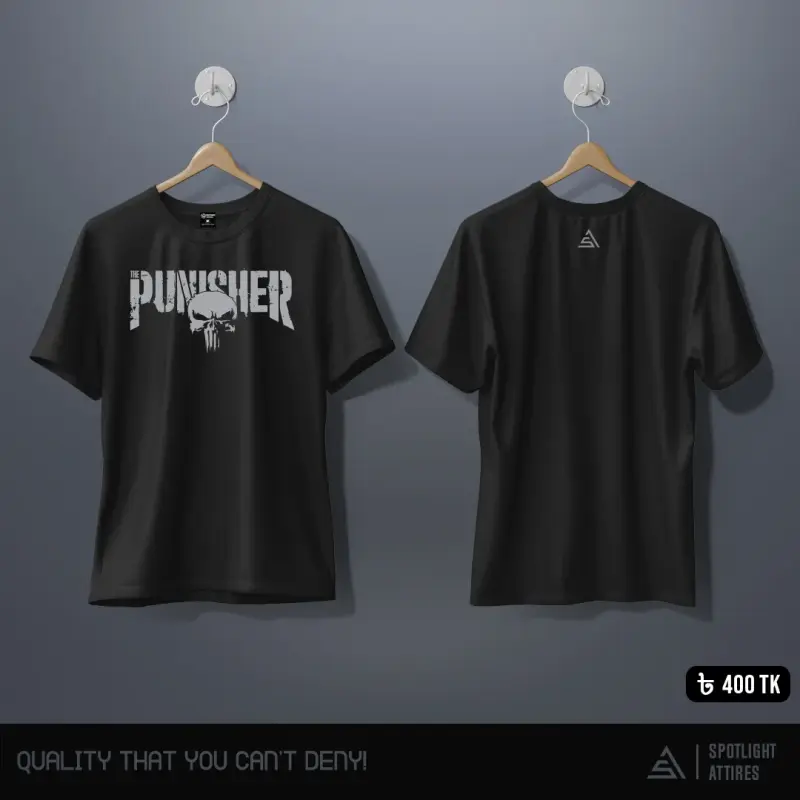 THE
PUNISHER
৳ 400 TK
QUALITY THAT YOU CAN'T DENY!
SPOTLIGHT
ATTIRES